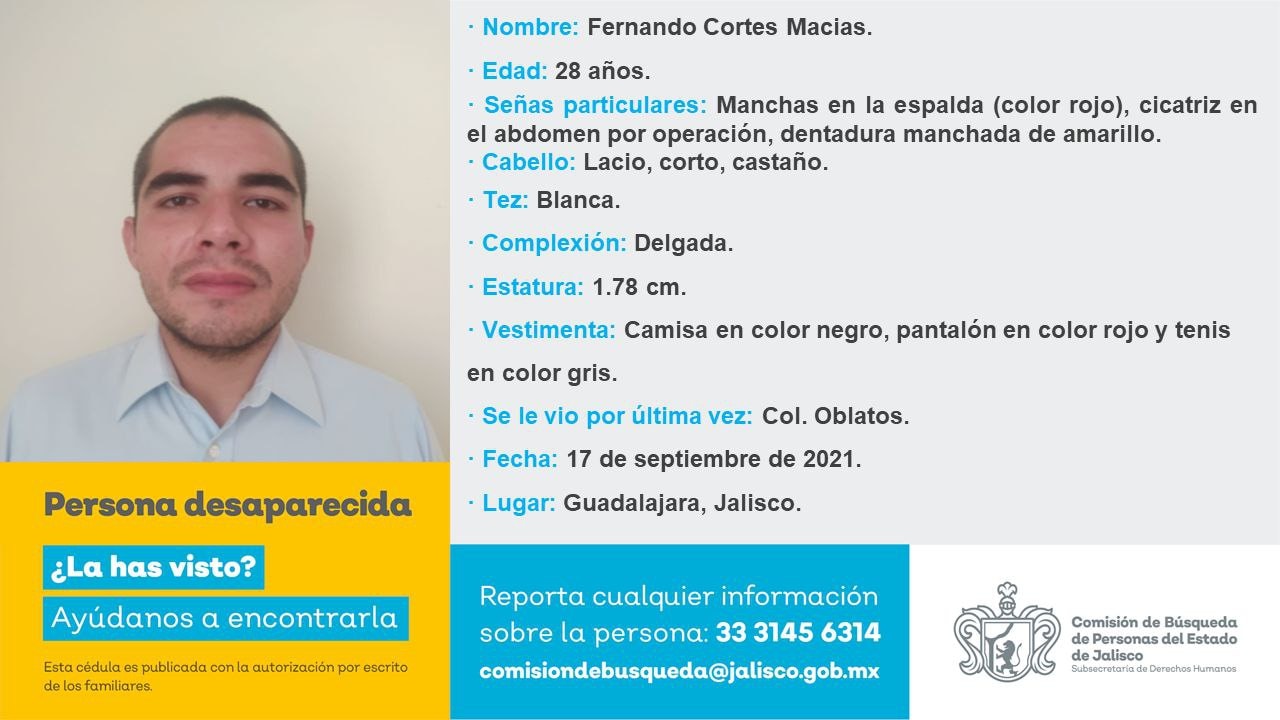 · Nombre: Fernando Cortes Macias.
· Edad: 28 años.
· Señas particulares: Manchas en la espalda (color rojo), cicatriz en
el abdomen por operación, dentadura manchada de amarillo.
· Cabello: Lacio, corto, castaño.
· Tez: Blanca.
· Complexión: Delgada.
· Estatura: 1.78 cm.
· Vestimenta: Camisa en color negro, pantalón en color rojo y tenis
en color gris.
· Se le vio por última vez: Col. Oblatos.
· Fecha: 17 de septiembre de 2021.
· Lugar: Guadalajara, Jalisco.
Persona desaparecida
¿La has visto?
Ayúdanos a encontrarla
Esta cédula es publicada con la autorización por escrito
de los familiares.
Reporta cualquier información
sobre la persona: 33 3145 6314
comisiondebusqueda@jalisco.gob.mx
Comisión de Búsqueda
de Personas del Estado
de Jalisco
Subsecretaría de Derechos Humanos